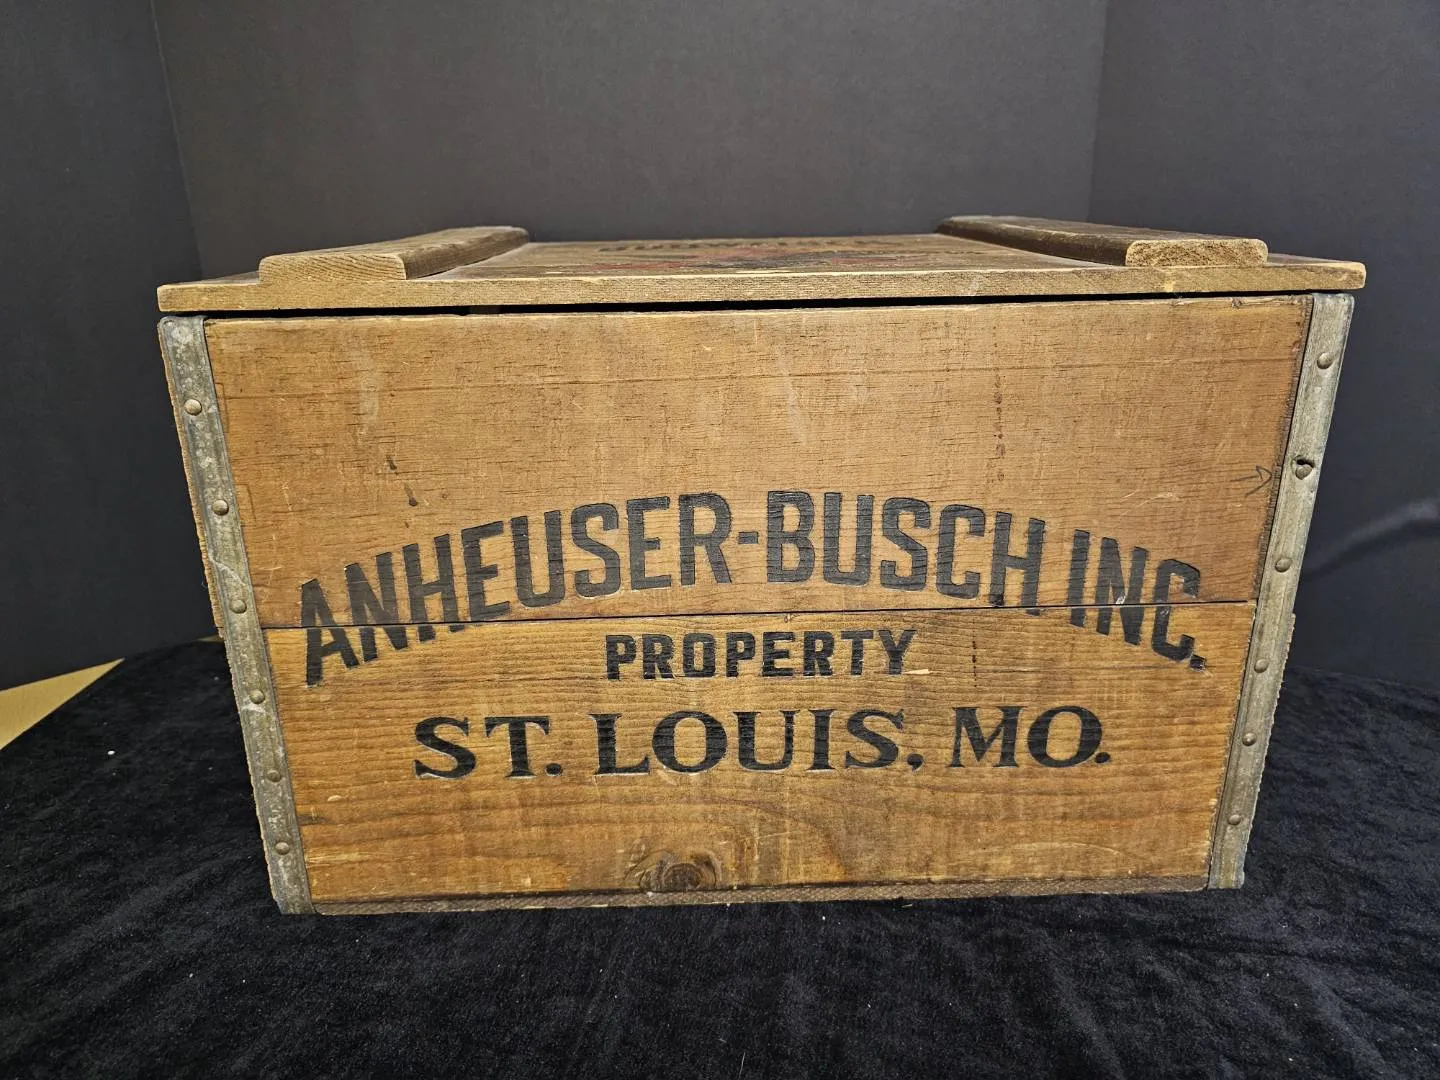 ANHEUSER-BUSCH INC.
PROPERTY
ST. LOUIS, MO.